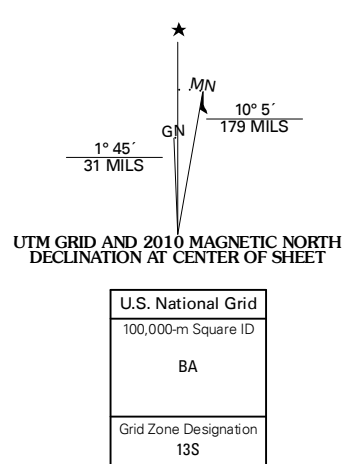 MN
10° 5´
179 MILS
GN
1° 45´
31 MILS
UTM GRID AND 2010 MAGNETIC NORTH
DECLINATION AT CENTER OF SHEET
U.S. National Grid
100,000-m Square ID
BA
Grid Zone Designation
13S